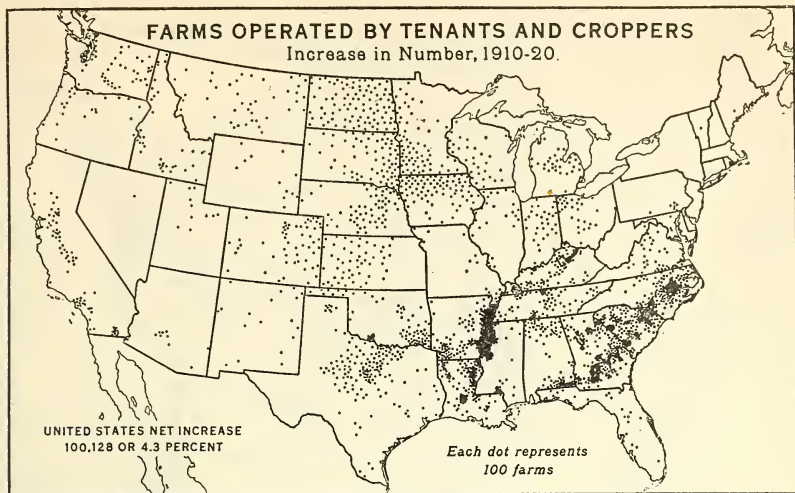 FARMS OPERATED BY TENANTS AND CROPPERS
Increase in Number, 1910-20.
UNITED STATES NET INCREASE
100,128 OR 4.3 PERCENT
Each dot represents
100 farms